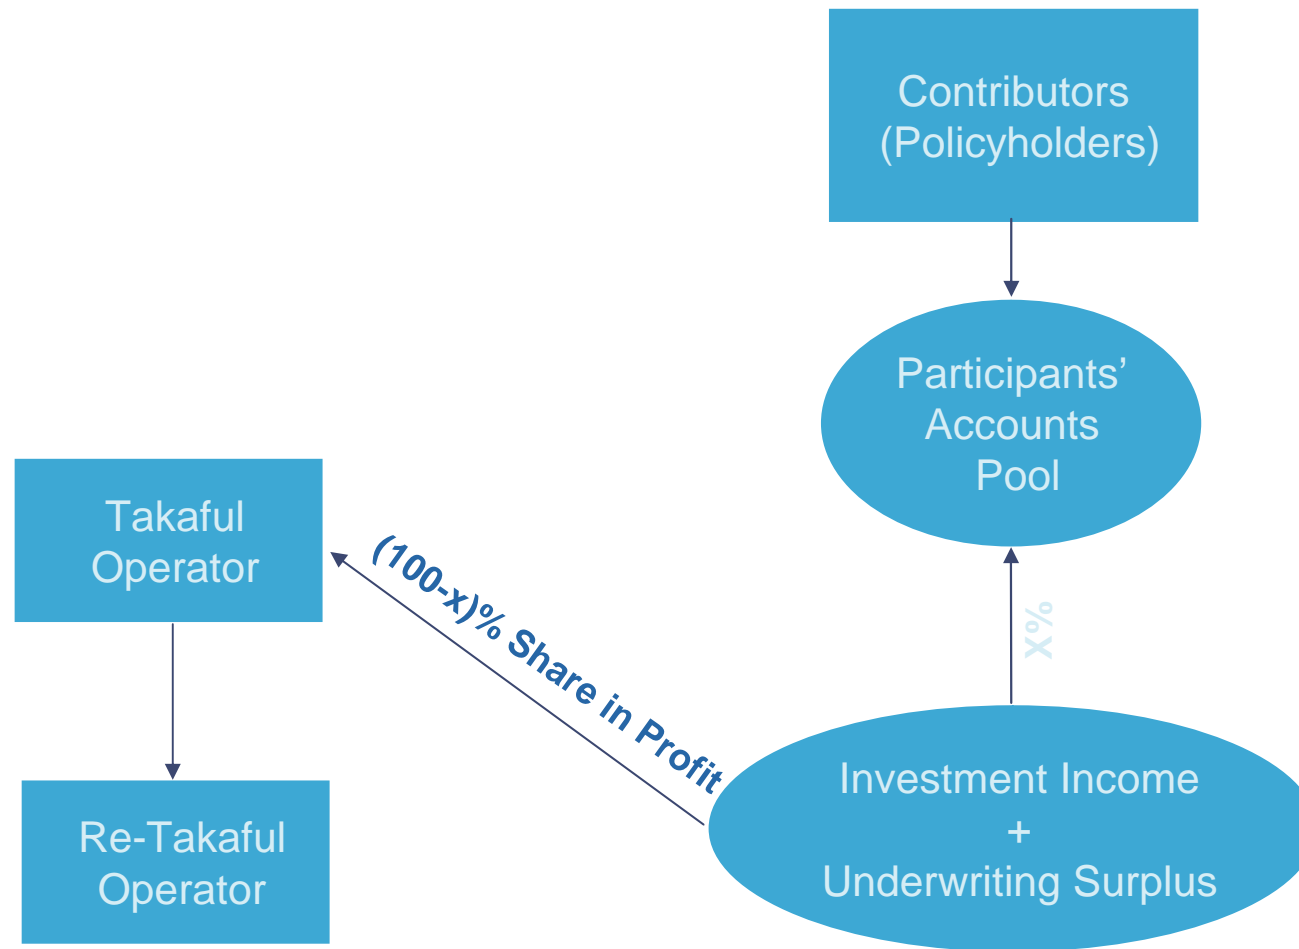 Contributors
(Policyholders)
Participants’
Accounts
Pool
Takaful
Operator
(100-x)% Share in Profit
X%
Re-Takaful
Operator
Investment Income
+
Underwriting Surplus